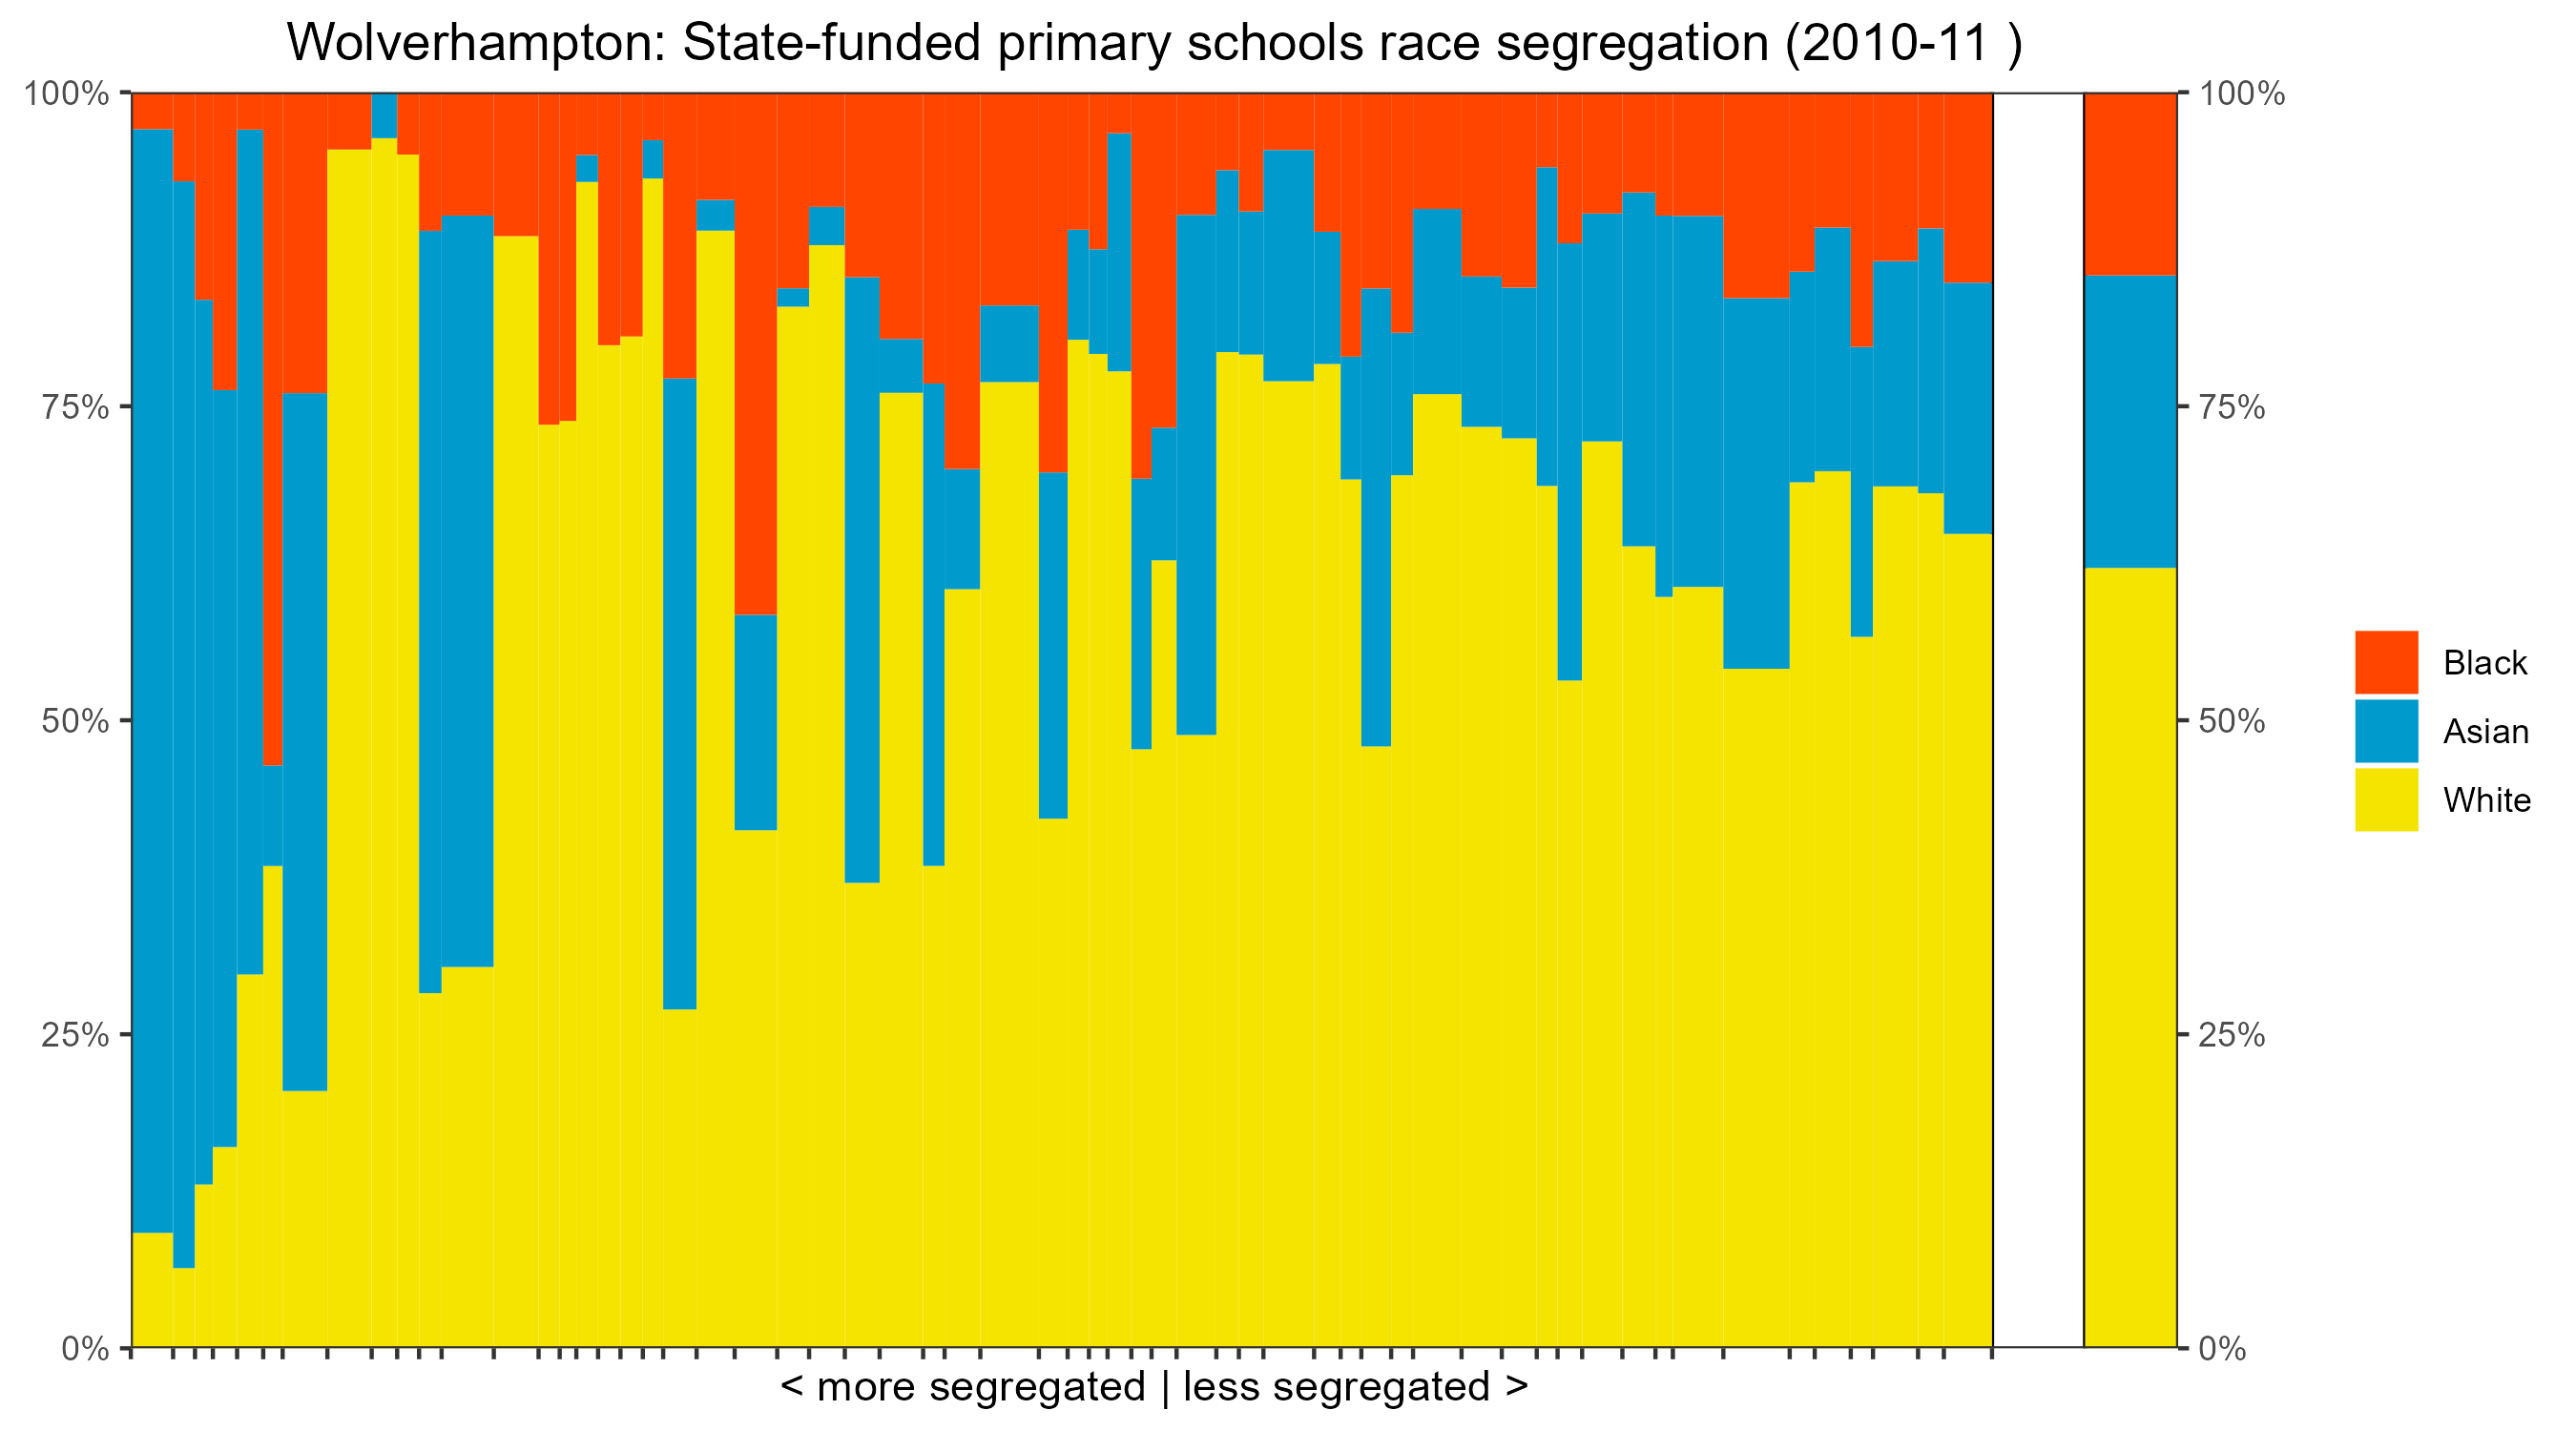 Wolverhampton: State-funded primary schools race segregation (2010-11 )
100%
75%
50%
25%
0%
100%
75%
50%
25%
0%
Black
Asian
White
< more segregated | less segregated >